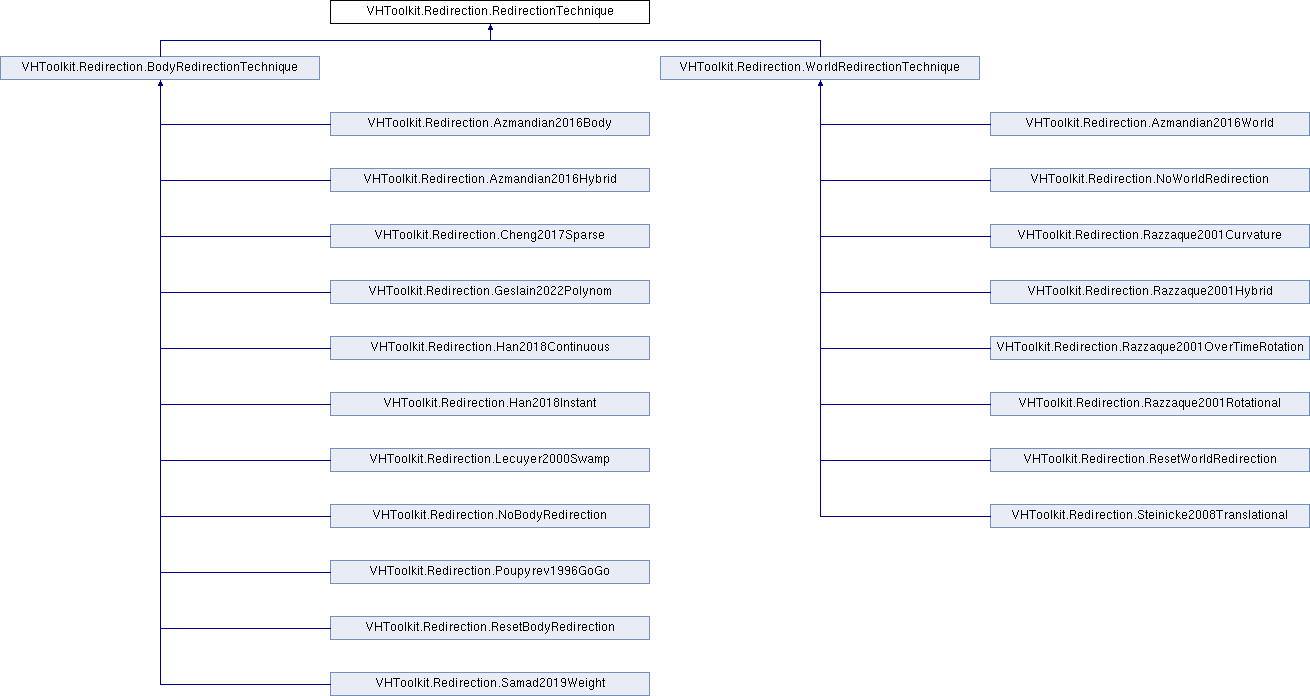 VHToolkit.Redirection.RedirectionTechnique
VHToolkit.Redirection.BodyRedirectionTechnique
VHToolkit.Redirection.WorldRedirectionTechnique
VHToolkit.Redirection.Azmandian2016Body
VHToolkit.Redirection.Azmandian2016World
VHToolkit.Redirection.Azmandian2016Hybrid
VHToolkit.Redirection.NoWorldRedirection
VHToolkit.Redirection.Cheng2017Sparse
VHToolkit.Redirection.Razzaque2001Curvature
VHToolkit.Redirection.Geslain2022Polynom
VHToolkit.Redirection.Razzaque2001Hybrid
VHToolkit.Redirection.Han2018Continuous
VHToolkit.Redirection.Razzaque2001OverTimeRotation
VHToolkit.Redirection.Han2018Instant
VHToolkit.Redirection.Razzaque2001Rotational
VHToolkit.Redirection.Lecuyer2000Swamp
VHToolkit.Redirection.ResetWorldRedirection
VHToolkit.Redirection.NoBodyRedirection
VHToolkit.Redirection.Steinicke2008Translational
VHToolkit.Redirection.Poupyrev1996GoGo
VHToolkit.Redirection.ResetBodyRedirection
VHToolkit.Redirection.Samad2019Weight